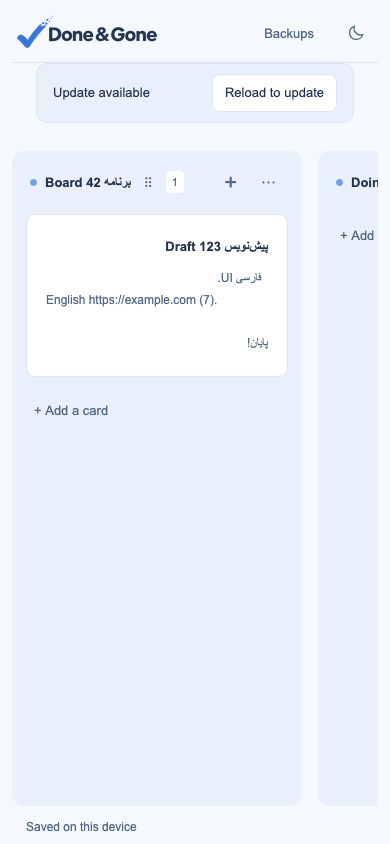 Done & Gone
Backups
Update available
Reload to update
Board 42 برنامه
1
پیش‌نویس Draft 123
فارسی UI.
English https://example.com (7).
پایان!
+ Add a card
Doin
+ Add
Saved on this device